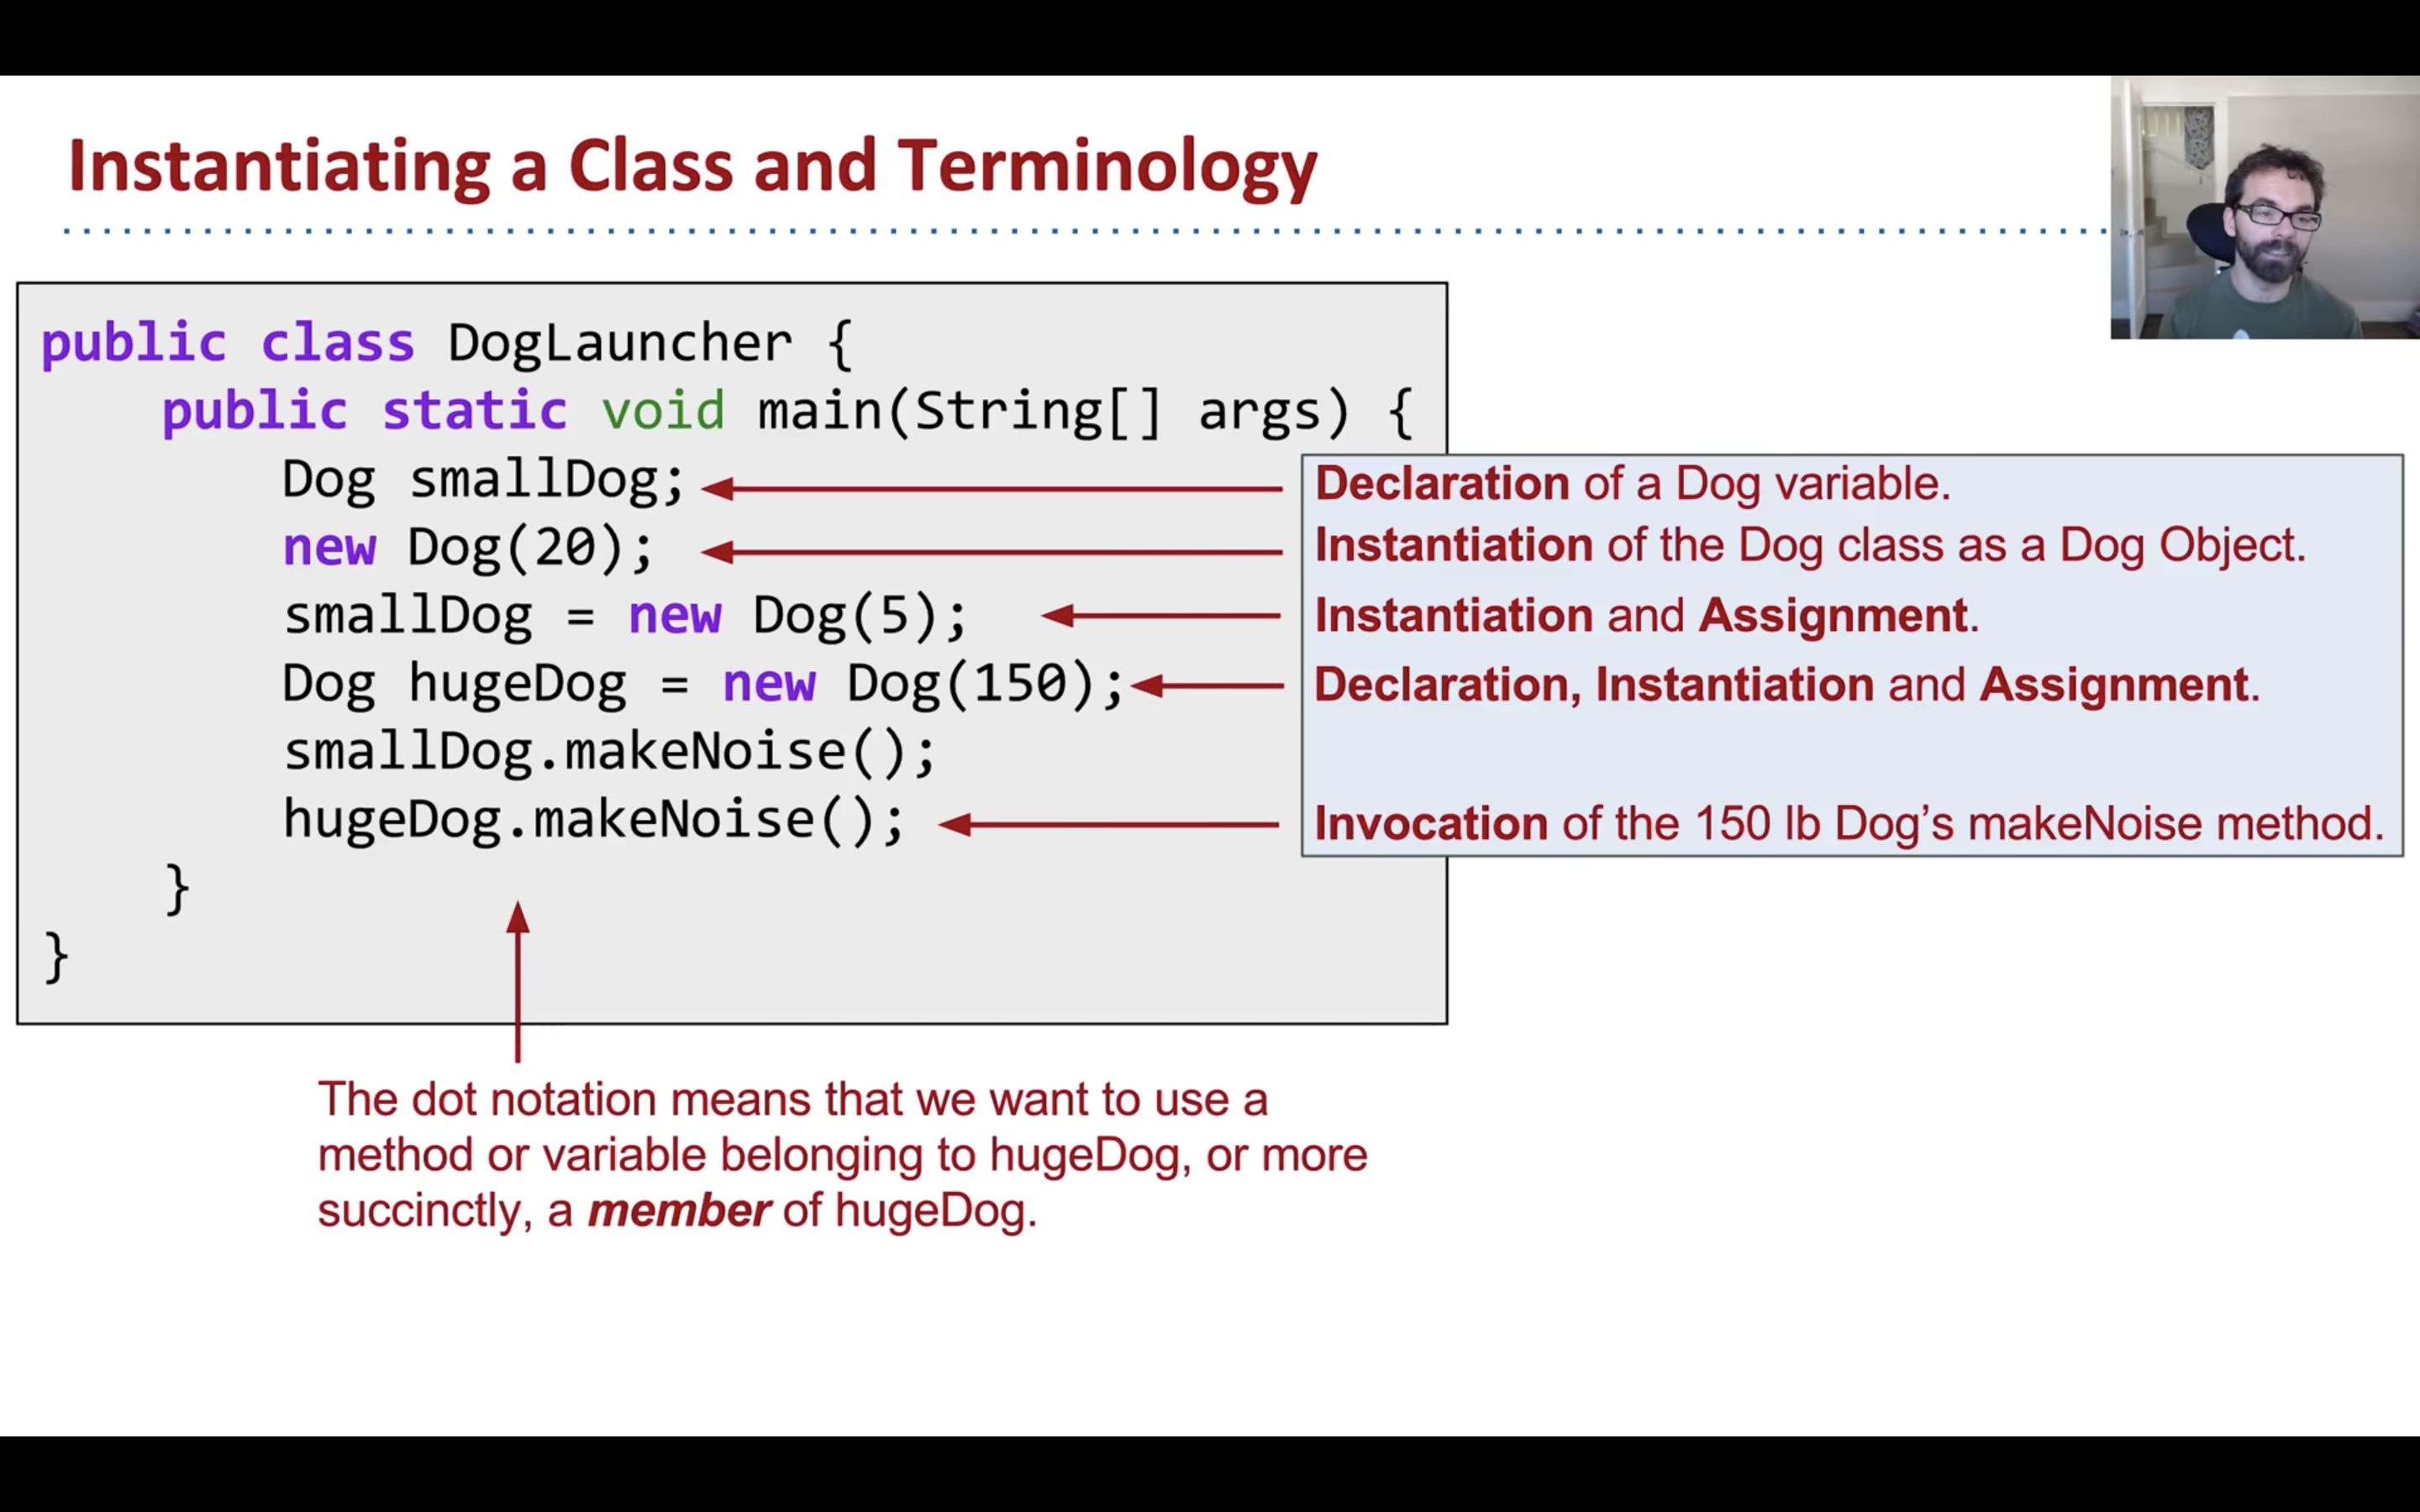 Instantiating a Class and Terminology
public class DogLauncher {
public static void main(String[] args) {
Dog smallDog;
new Dog(20);
smallDog = new Dog(5);
Dog hugeDog = new Dog(150);
smallDog.makeNoise();
hugeDog.makeNoise();
}
}
Declaration of a Dog variable.
Instantiation of the Dog class as a Dog Object.
Instantiation and Assignment.
Declaration, Instantiation and Assignment.
Invocation of the 150 lb Dog’s makeNoise method.
The dot notation means that we want to use a
method or variable belonging to hugeDog, or more
succinctly, a member of hugeDog.